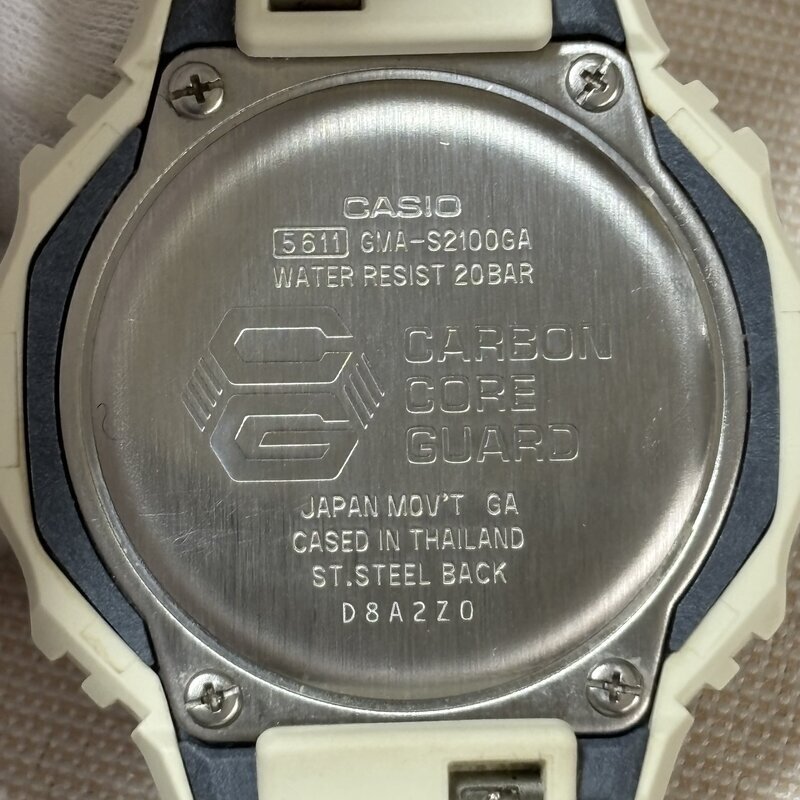 CASIO
5611 GMA-S2100GA
WATER RESIST 20BAR
CARBON
CORE
GUARD
JAPAN MOV'T GA
CASED IN THAILAND
ST.STEEL BACK
D8A2Z0